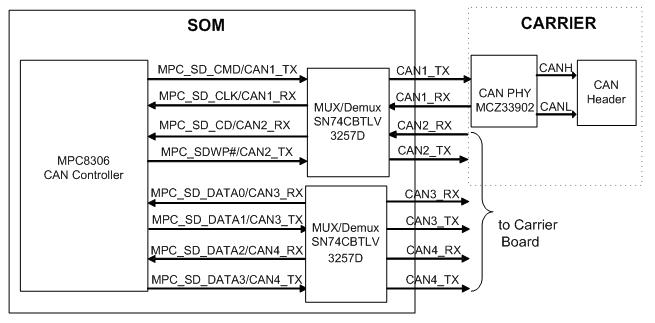 SOM
CARRIER
MPC8306
CAN Controller
MPC_SD_CMD/CAN1_TX
MPC_SD_CLK/CAN1_RX
MPC_SD_CD/CAN2_RX
MPC_SDWP#/CAN2_TX
MPC_SD_DATA0/CAN3_RX
MPC_SD_DATA1/CAN3_TX
MPC_SD_DATA2/CAN4_RX
MPC_SD_DATA3/CAN4_TX
MUX/Demux
SN74CBTLV
3257D
MUX/Demux
SN74CBTLV
3257D
CAN1_TX
CAN1_RX
CAN2_RX
CAN2_TX
CAN3_RX
CAN3_TX
CAN4_RX
CAN4_TX
CAN PHY
MCZ33902
CANH
CANL
CAN
Header
to Carrier
Board